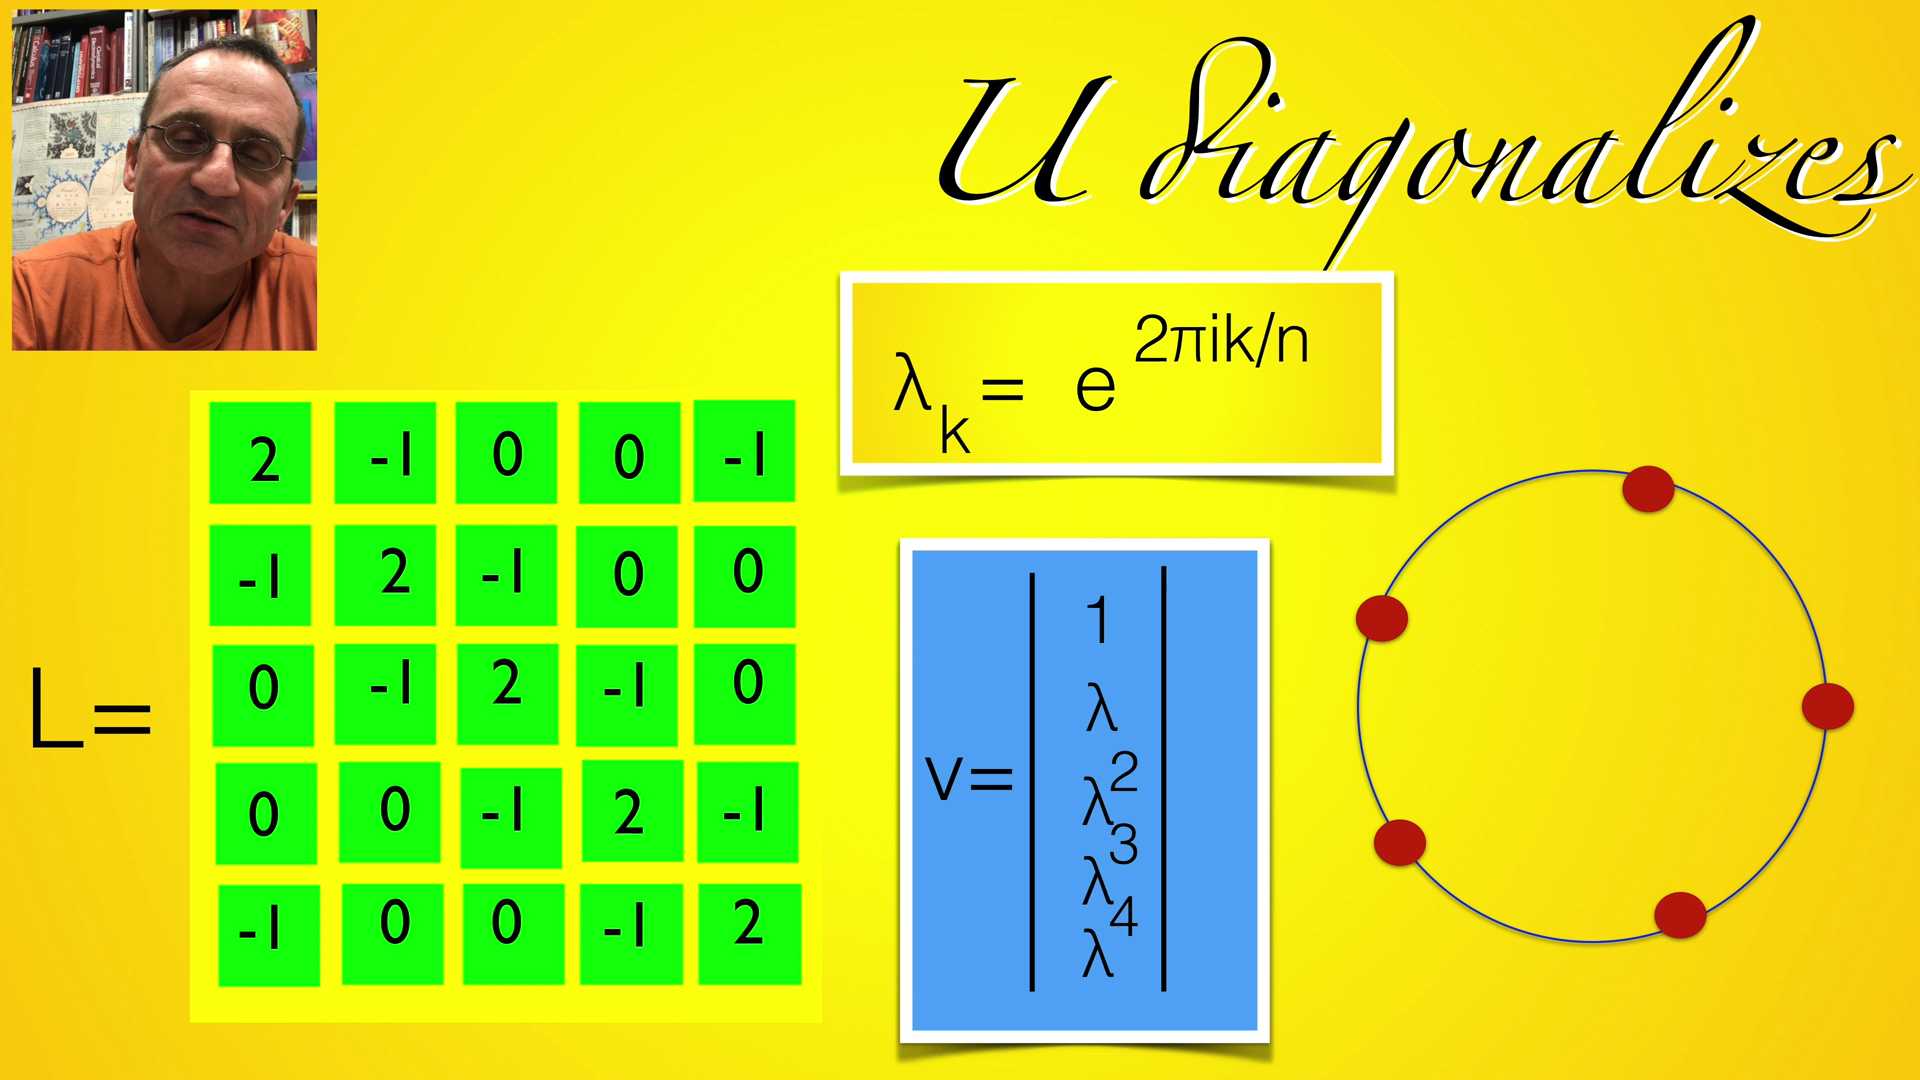 U diagonalizes
λk = e2πik/n
L=
2 -1 0 0 -1
-1 2 -1 0 0
0 -1 2 -1 0
0 0 -1 2 -1
-1 0 0 -1 2
v=
1
λ
λ2
λ3
λ4